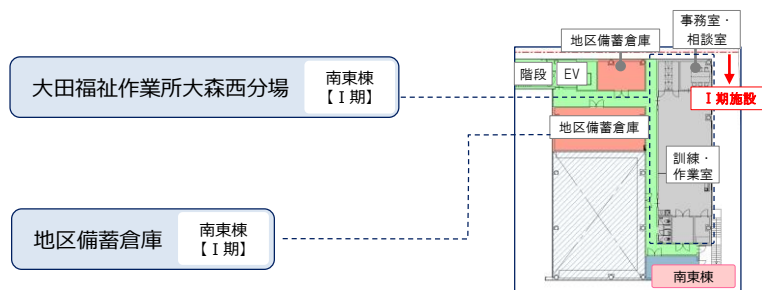 大田福祉作業所大森西分場
南東棟
【Ⅰ期】
地区備蓄倉庫
南東棟
【Ⅰ期】
事務室・
相談室
地区備蓄倉庫
階段
EV
Ⅰ期施設
地区備蓄倉庫
訓練・
作業室
南東棟